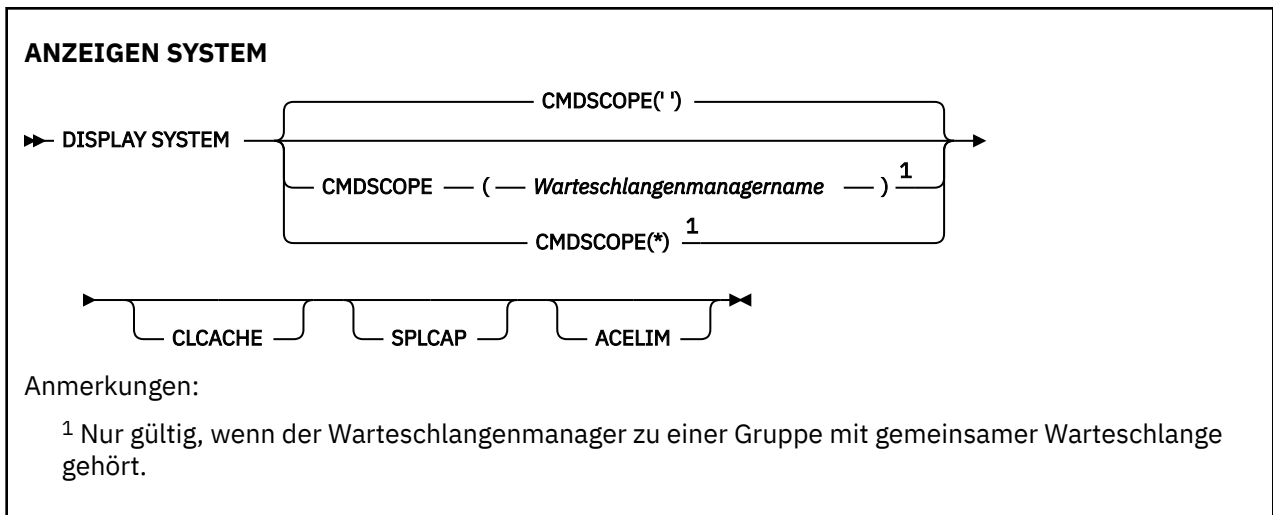 ANZEIGEN SYSTEM
CMDSCOPE(' ')
DISPLAY SYSTEM
CMDSCOPE ( Warteschlangenmanagername ) 1
CMDSCOPE(*) 1
CLCACHE SPLCAP ACELIM
Anmerkungen:
1 Nur gültig, wenn der Warteschlangenmanager zu einer Gruppe mit gemeinsamer Warteschlange
gehört.